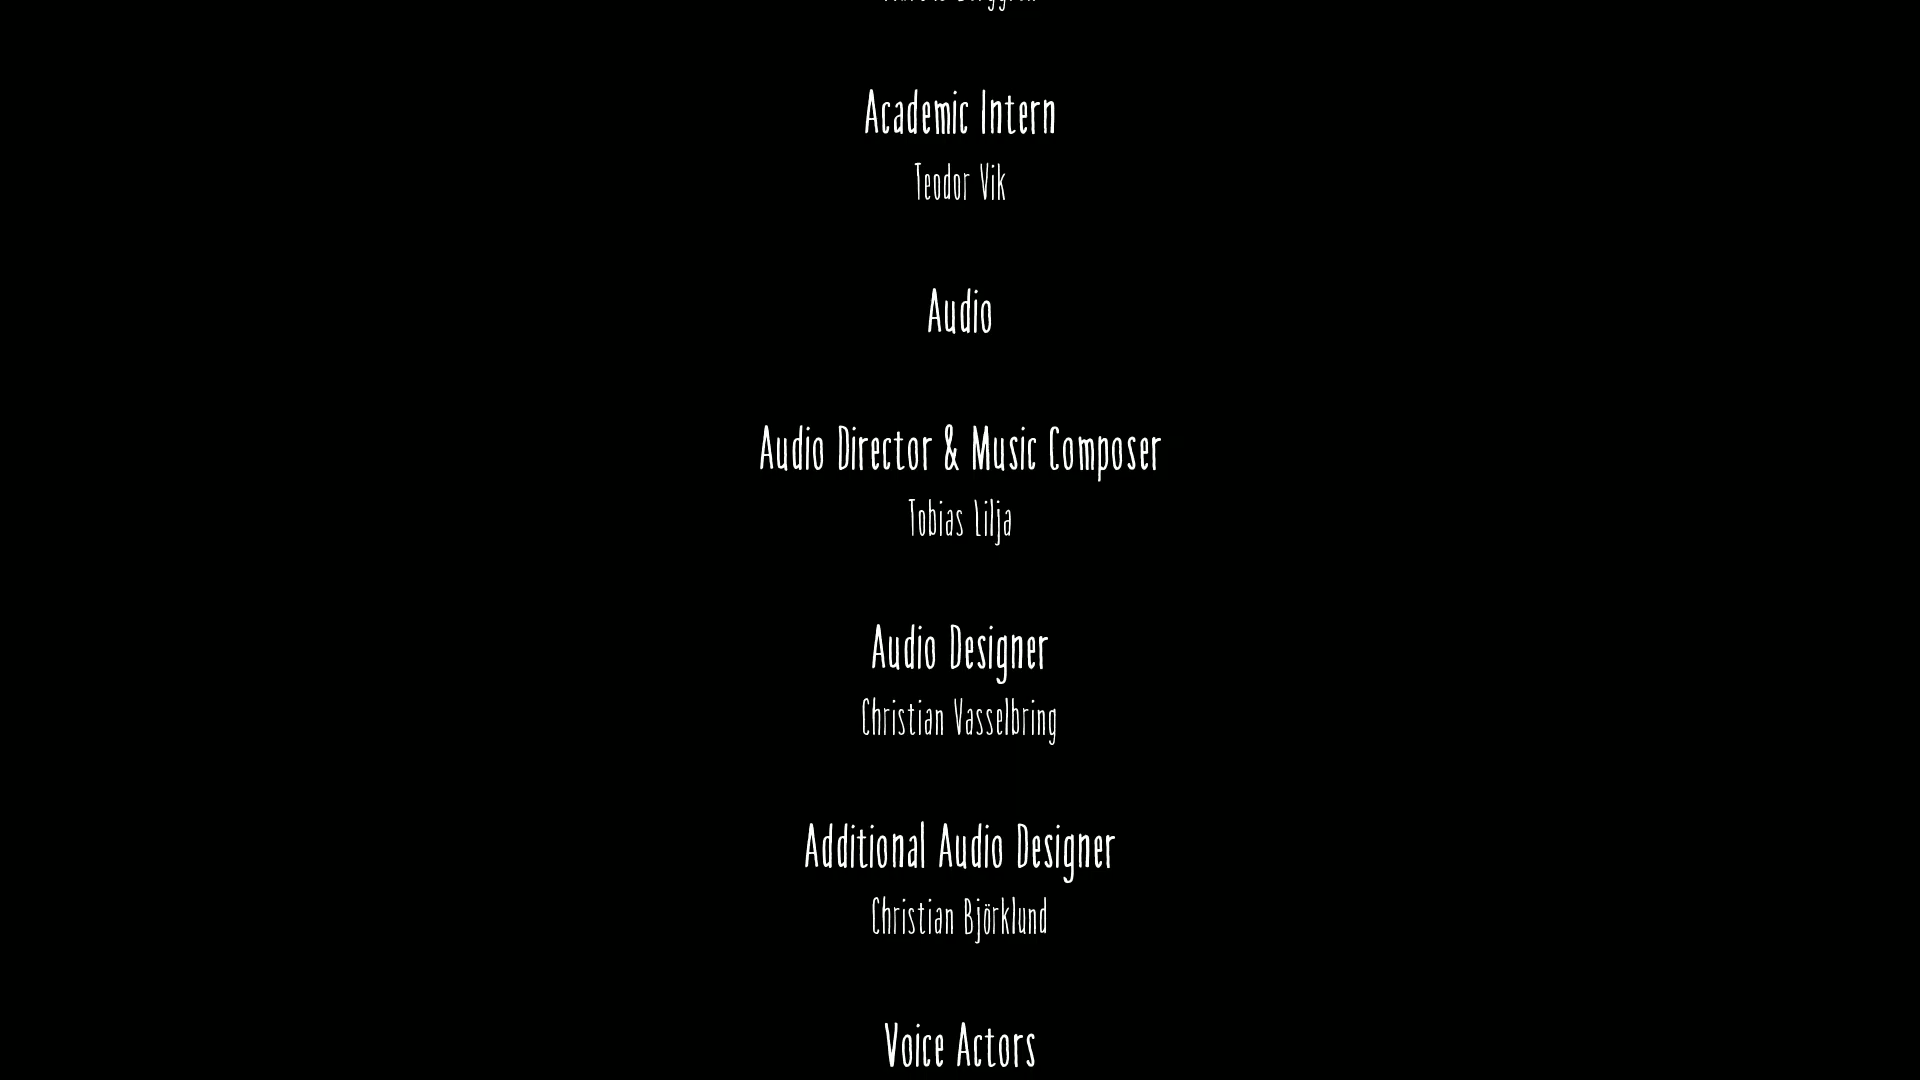 Academic Intern
Teodor Vik
Audio
Audio Director & Music Composer
Tobias Lilja
Audio Designer
Christian Vasselbring
Additional Audio Designer
Christian Björklund
Voice Actors